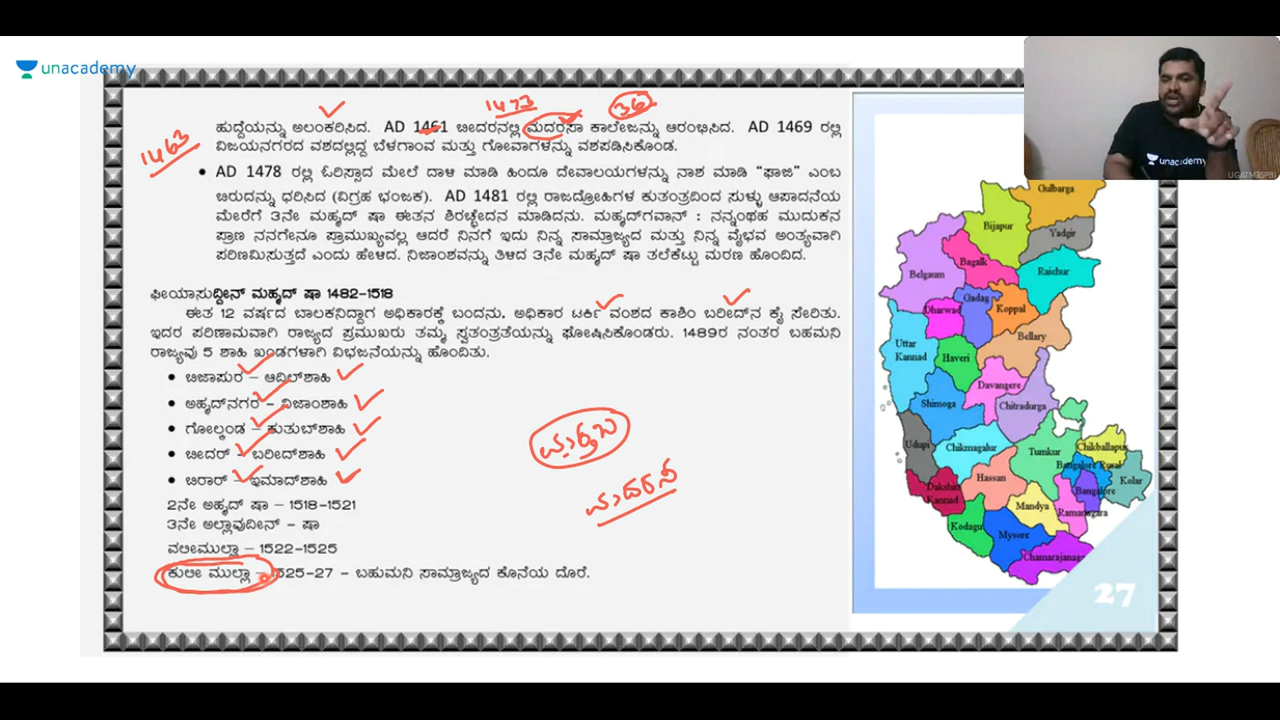 unacademy
1473
36
1463
ಹುದ್ದೆಯನ್ನು ಅಲಂಕರಿಸಿದ. AD 1461 ಬೀದರನಲ್ಲಿ ಮದರಸಾ ಕಾಲೇಜನ್ನು ಆರಂಭಿಸಿದ. AD 1469 ರಲ್ಲಿ
ವಿಜಯನಗರದ ವಶದಲ್ಲಿದ್ದ ಬೆಳಗಾಂವ ಮತ್ತು ಗೋವಾಗಳನ್ನು ವಶಪಡಿಸಿಕೊಂಡ.
• AD 1478 ರಲ್ಲಿ ಓರಿಸ್ಸಾದ ಮೇಲೆ ದಾಳಿ ಮಾಡಿ ಹಿಂದೂ ದೇವಾಲಯಗಳನ್ನು ನಾಶ ಮಾಡಿ “ಘಾಜಿ” ಎಂಬ
ಬಿರುದನ್ನು ಧರಿಸಿದ (ವಿಗ್ರಹ ಭಂಜಕ). AD 1481 ರಲ್ಲಿ ರಾಜದ್ರೋಹಿಗಳ ಕುತಂತ್ರದಿಂದ ಸುಳ್ಳು ಆಪಾದನೆಯ
ಮೇರೆಗೆ 3ನೇ ಮಹ್ಮದ್ ಷಾ ಈತನ ಶಿರಚ್ಛೇದನ ಮಾಡಿದನು. ಮಹ್ಮದ್‌ಗವಾನ್ : ನನ್ನಂಥಹ ಮುದುಕನ
ಪ್ರಾಣ ನನಗೇನೂ ಪ್ರಾಮುಖ್ಯವಲ್ಲ ಆದರೆ ನಿನಗೆ ಇದು ನಿನ್ನ ಸಾಮ್ರಾಜ್ಯದ ಮತ್ತು ನಿನ್ನ ವೈಭವ ಅಂತ್ಯವಾಗಿ
ಪರಿಣಮಿಸುತ್ತದೆ ಎಂದು ಹೇಳಿದ. ನಿಜಾಂಶವನ್ನು ತಿಳಿದ 3ನೇ ಮಹ್ಮದ್ ಷಾ ತಲೆಕೆಟ್ಟು ಮರಣ ಹೊಂದಿದ.
ಘೀಯಾಸುದ್ದೀನ್ ಮಹ್ಮದ್ ಷಾ 1482-1518
ಈತ 12 ವರ್ಷದ ಬಾಲಕನಿದ್ದಾಗ ಅಧಿಕಾರಕ್ಕೆ ಬಂದನು. ಅಧಿಕಾರ ಟರ್ಕಿ ವಂಶದ ಕಾಶಿಂ ಬರೀದ್‌ನ ಕೈ ಸೇರಿತು.
ಇದರ ಪರಿಣಾಮವಾಗಿ ರಾಜ್ಯದ ಪ್ರಮುಖರು ತಮ್ಮ ಸ್ವತಂತ್ರತೆಯನ್ನು ಘೋಷಿಸಿಕೊಂಡರು. 1489ರ ನಂತರ ಬಹಮನಿ
ರಾಜ್ಯವು 5 ಶಾಹಿ ಖಂಡಗಳಾಗಿ ವಿಭಜನೆಯನ್ನು ಹೊಂದಿತು.
• ಬಿಜಾಪುರ – ಆದಿಲ್‌ಶಾಹಿ
• ಅಹ್ಮದ್‌ನಗರ – ನಿಜಾಂಶಾಹಿ
• ಗೋಲ್ಕಂಡ – ಕುತುಬ್‌ಶಾಹಿ
• ಬೀದರ್ – ಬರೀದ್‌ಶಾಹಿ
• ಬಿರಾರ್ – ಇಮಾದ್‌ಶಾಹಿ
2ನೇ ಅಹ್ಮದ್ ಷಾ – 1518-1521
3ನೇ ಅಲ್ಲಾವುದೀನ್ – ಷಾ
ವಲೀಮುಲ್ಲಾ – 1522-1525
ಕುಲೀ ಮುಲ್ಲಾ – 1525-27 – ಬಹುಮನಿ ಸಾಮ್ರಾಜ್ಯದ ಕೊನೆಯ ದೊರೆ.
unacademy
UGATM3SP8I
Gulbarga
Bijapur
Yadgir
Bagalk
Raichur
Belgaum
Gadag
Koppal
Dharwad
Bellary
Uttar
Kannad
Haveri
Davangere
Shimoga
Chitradurga
Udupi
Chikmagalur
Tumkur
Chikballapur
Bangalore Rural
Hassan
Kolar
Dakshin
Kannad
Bangalore
Mandya
Ramanagara
Kodagu
Mysore
Chamarajanagar
27